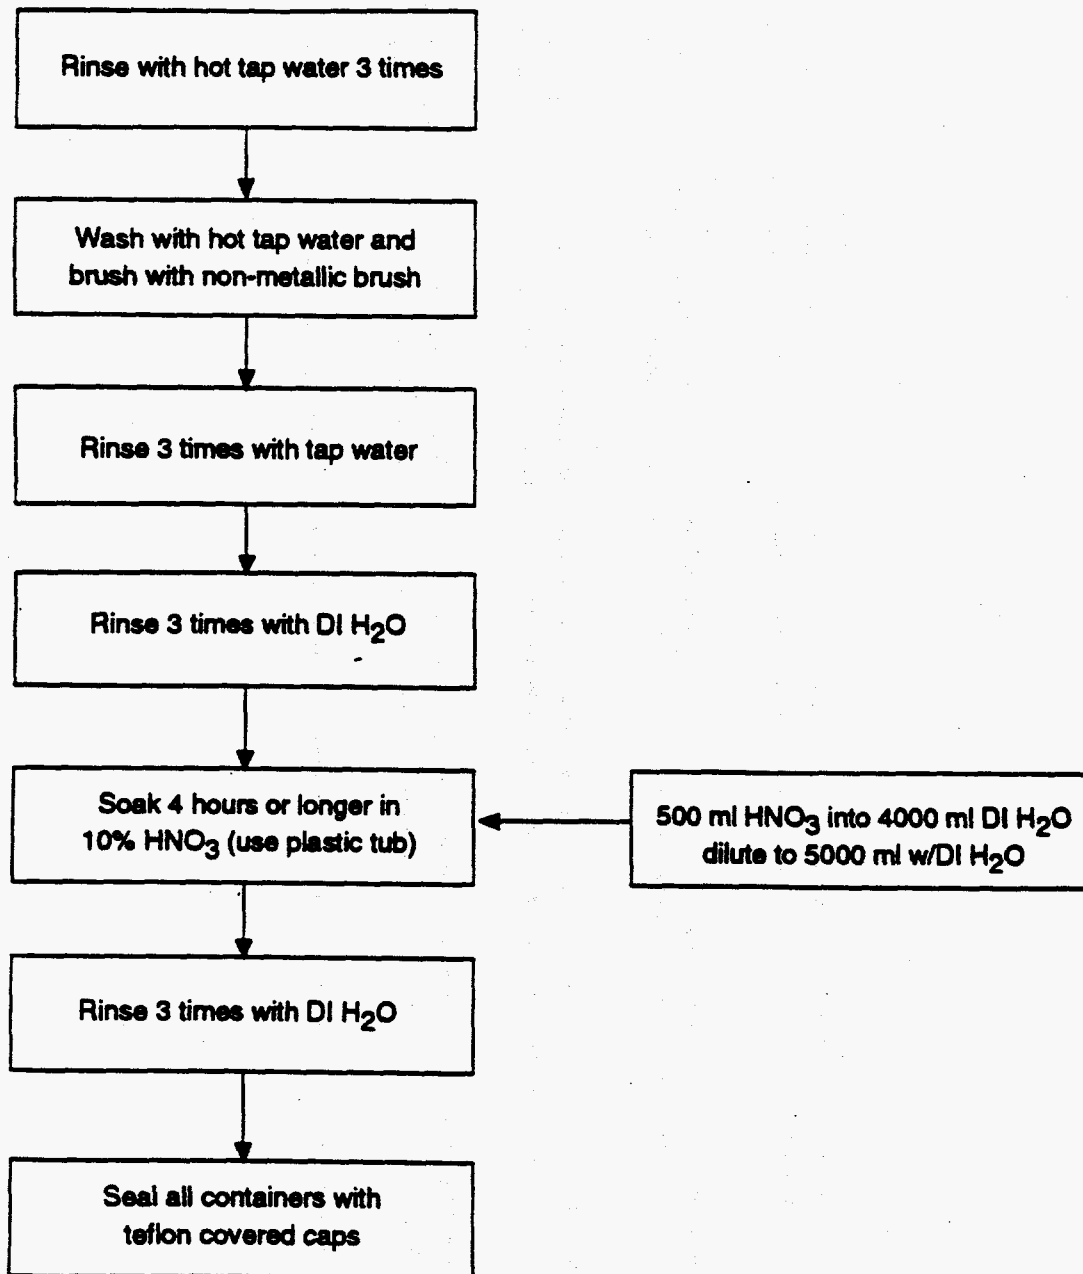 Rinse with hot tap water 3 times
Wash with hot tap water and
brush with non-metallic brush
Rinse 3 times with tap water
Rinse 3 times with DI H₂O
Soak 4 hours or longer in
10% HNO₃ (use plastic tub)
500 ml HNO₃ into 4000 ml DI H₂O
dilute to 5000 ml w/DI H₂O
Rinse 3 times with DI H₂O
Seal all containers with
teflon covered caps